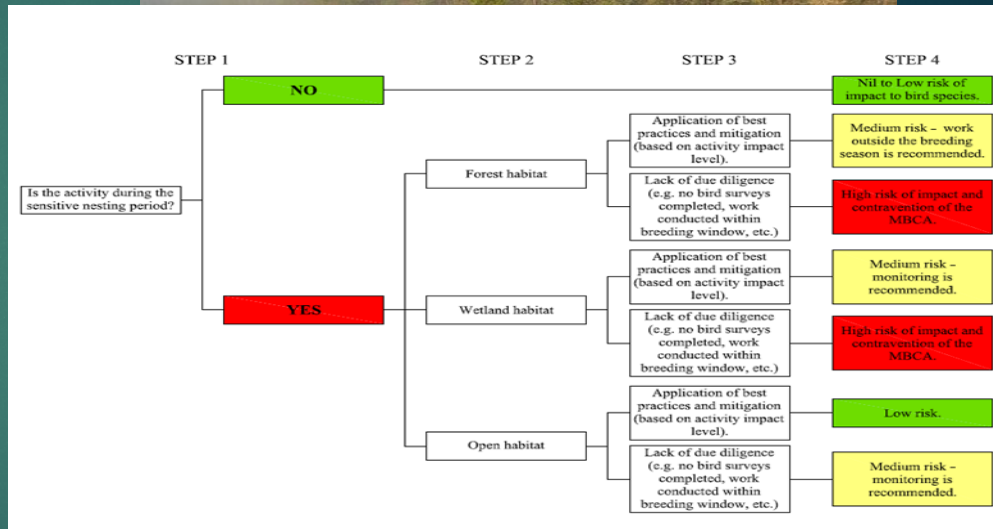 STEP 1
STEP 2
STEP 3
STEP 4
NO
Nil to Low risk of
impact to bird species.
Is the activity during the
sensitive nesting period?
YES
Forest habitat
Application of best
practices and mitigation
(based on activity impact
level).
Medium risk – work
outside the breeding
season is recommended.
Lack of due diligence
(e.g. no bird surveys
completed, work
conducted within
breeding window, etc.)
High risk of impact and
contravention of the
MBCA.
Wetland habitat
Application of best
practices and mitigation
(based on activity impact
level).
Medium risk –
monitoring is
recommended.
Lack of due diligence
(e.g. no bird surveys
completed, work
conducted within
breeding window, etc.)
High risk of impact and
contravention of the
MBCA.
Open habitat
Application of best
practices and mitigation
(based on activity impact
level).
Low risk.
Lack of due diligence
(e.g. no bird surveys
completed, work
conducted within
breeding window, etc.)
Medium risk –
monitoring is
recommended.